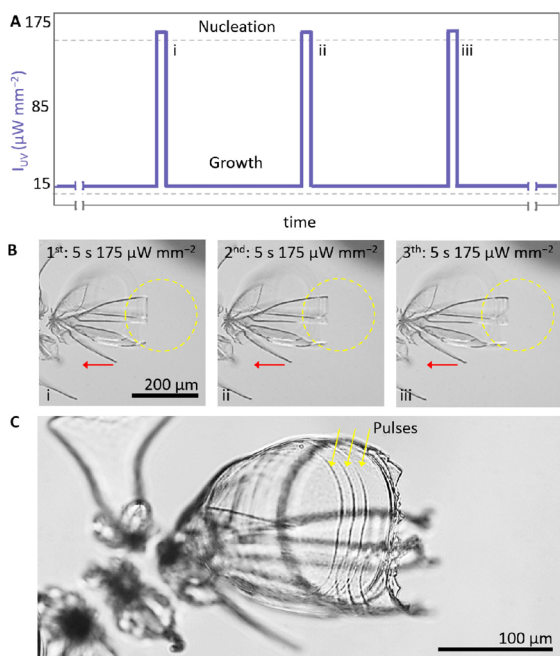 A
175
Nucleation
i
ii
iii
85
I_UV (μW mm⁻²)
Growth
15
time
B
1st: 5 s 175 μW mm⁻²
2nd: 5 s 175 μW mm⁻²
3th: 5 s 175 μW mm⁻²
200 μm
i
ii
iii
C
Pulses
100 μm